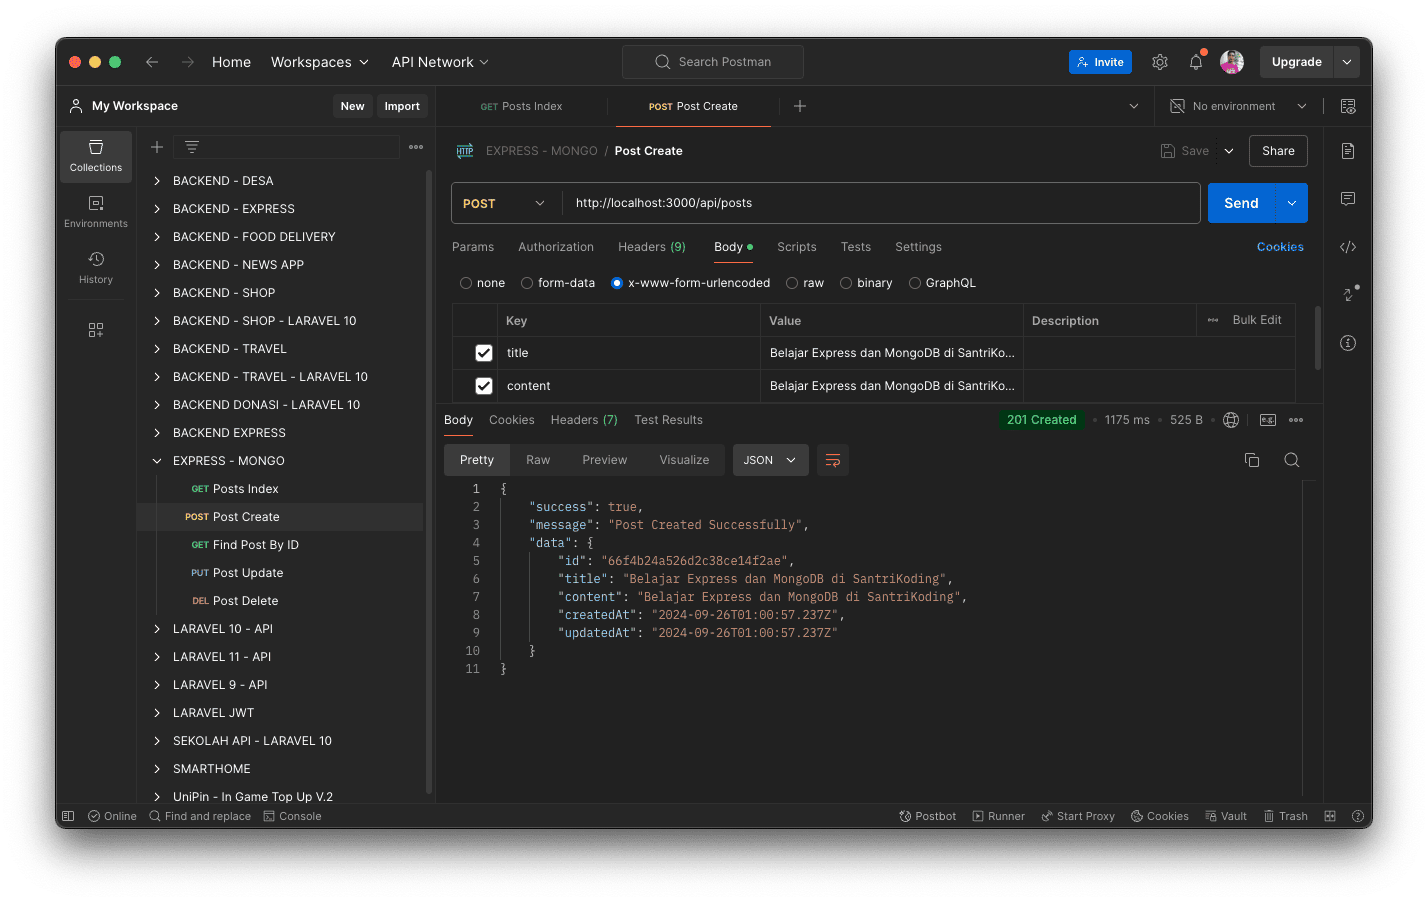 Home Workspaces API Network Search Postman Invite Upgrade
My Workspace New Import GET Posts Index POST Post Create No environment
Collections
Environments
History
BACKEND - DESA
BACKEND - EXPRESS
BACKEND - FOOD DELIVERY
BACKEND - NEWS APP
BACKEND - SHOP
BACKEND - SHOP - LARAVEL 10
BACKEND - TRAVEL
BACKEND - TRAVEL - LARAVEL 10
BACKEND DONASI - LARAVEL 10
BACKEND EXPRESS
EXPRESS - MONGO
GET Posts Index
POST Post Create
GET Find Post By ID
PUT Post Update
DEL Post Delete
LARAVEL 10 - API
LARAVEL 11 - API
LARAVEL 9 - API
LARAVEL JWT
SEKOLAH API - LARAVEL 10
SMARTHOME
UniPin - In Game Top Up V.2
HTTP EXPRESS - MONGO / Post Create Save Share
POST http://localhost:3000/api/posts Send
Params Authorization Headers (9) Body Scripts Tests Settings Cookies
none form-data x-www-form-urlencoded raw binary GraphQL
Key Value Description Bulk Edit
title Belajar Express dan MongoDB di SantriKo...
content Belajar Express dan MongoDB di SantriKo...
Body Cookies Headers (7) Test Results 201 Created 1175 ms 525 B e.g.
Pretty Raw Preview Visualize JSON
1 {
2 "success": true,
3 "message": "Post Created Successfully",
4 "data": {
5 "id": "66f4b24a526d2c38ce14f2ae",
6 "title": "Belajar Express dan MongoDB di SantriKoding",
7 "content": "Belajar Express dan MongoDB di SantriKoding",
8 "createdAt": "2024-09-26T01:00:57.237Z",
9 "updatedAt": "2024-09-26T01:00:57.237Z"
10 }
11 }
Online Find and replace Console Postbot Runner Start Proxy Cookies Vault Trash